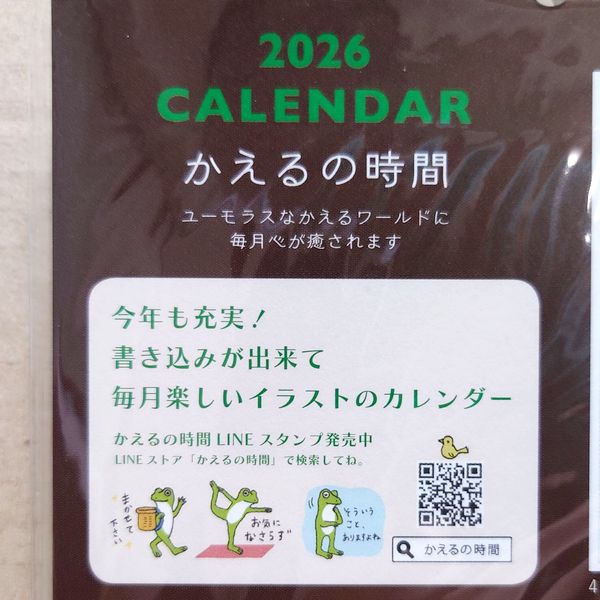 2026
CALENDAR
かえるの時間
ユーモラスなかえるワールドに
毎月心が癒されます
今年も充実！
書き込みが出来て
毎月楽しいイラストのカレンダー
かえるの時間 LINE スタンプ発売中
LINE ストア「かえるの時間」で検索してね。
まかせて
下さい
お気に
なさらず
そういう
こと、
ありますよね
かえるの時間
4